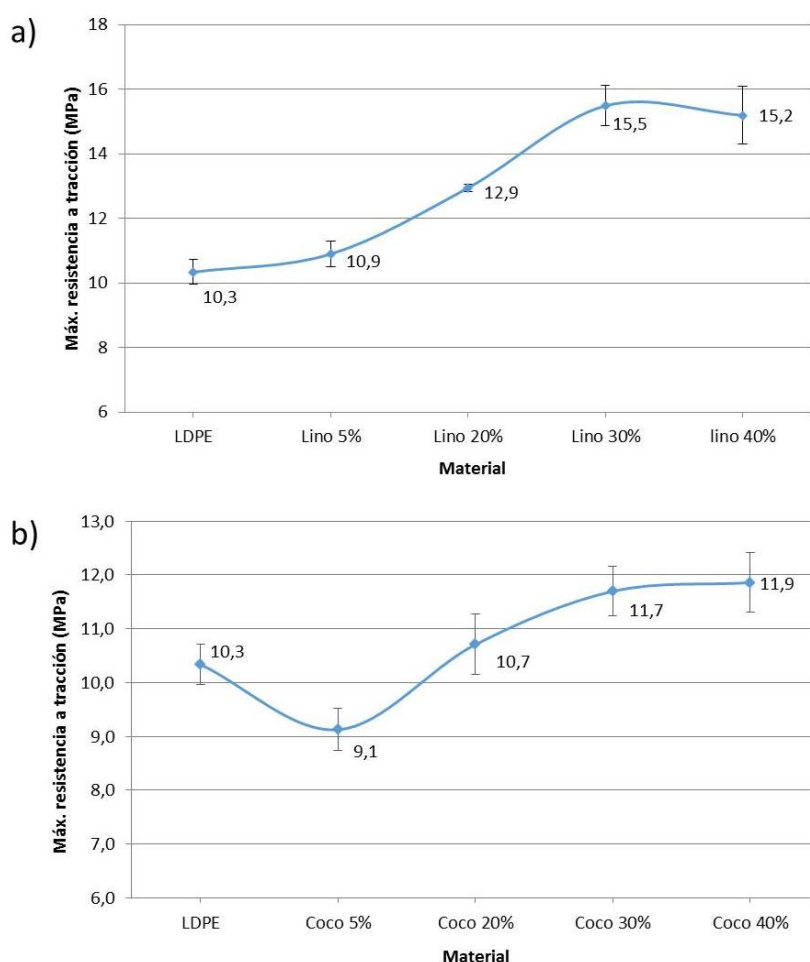 a)
Máx. resistencia a tracción (MPa)
18
16
14
12
10
8
6
10,3
10,9
12,9
15,5
15,2
LDPE
Lino 5%
Lino 20%
Lino 30%
lino 40%
Material
b)
Máx. resistencia a tracción (MPa)
13,0
12,0
11,0
10,0
9,0
8,0
7,0
6,0
10,3
9,1
10,7
11,7
11,9
LDPE
Coco 5%
Coco 20%
Coco 30%
Coco 40%
Material